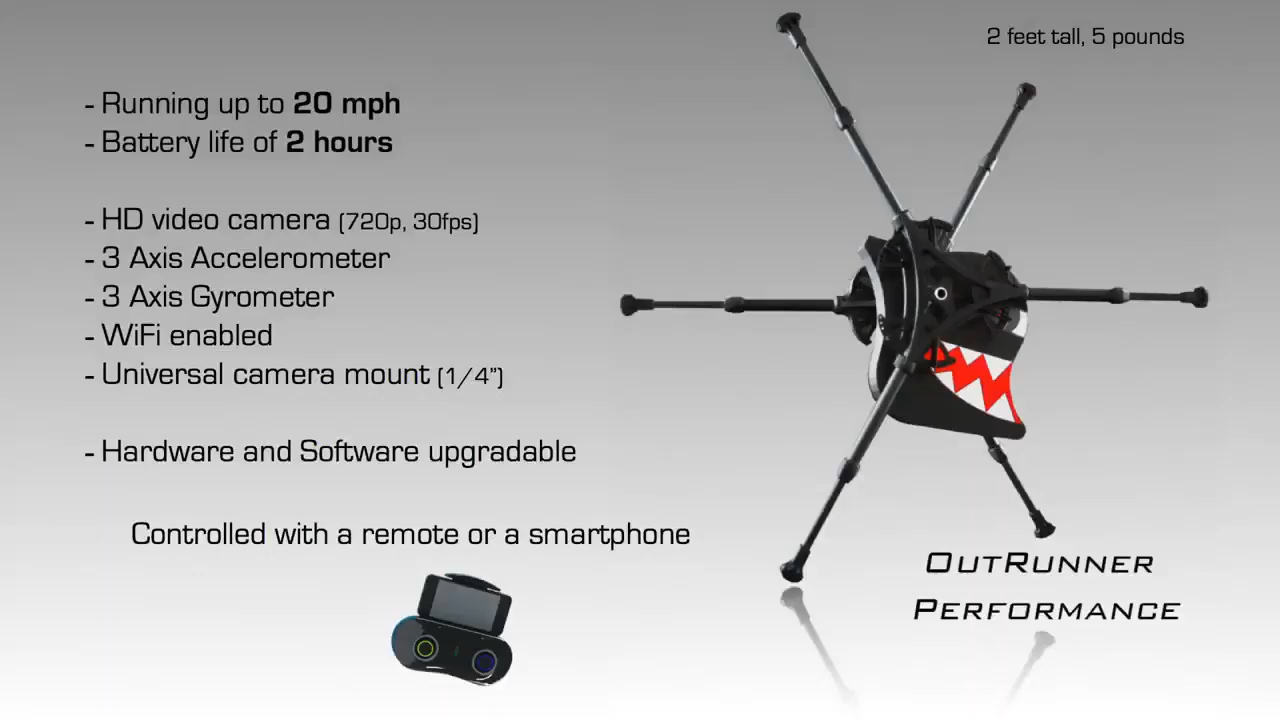 2 feet tall, 5 pounds
- Running up to 20 mph
- Battery life of 2 hours
- HD video camera (720p, 30fps)
- 3 Axis Accelerometer
- 3 Axis Gyrometer
- WiFi enabled
- Universal camera mount (1/4”)
- Hardware and Software upgradable
Controlled with a remote or a smartphone
OutRunner
Performance